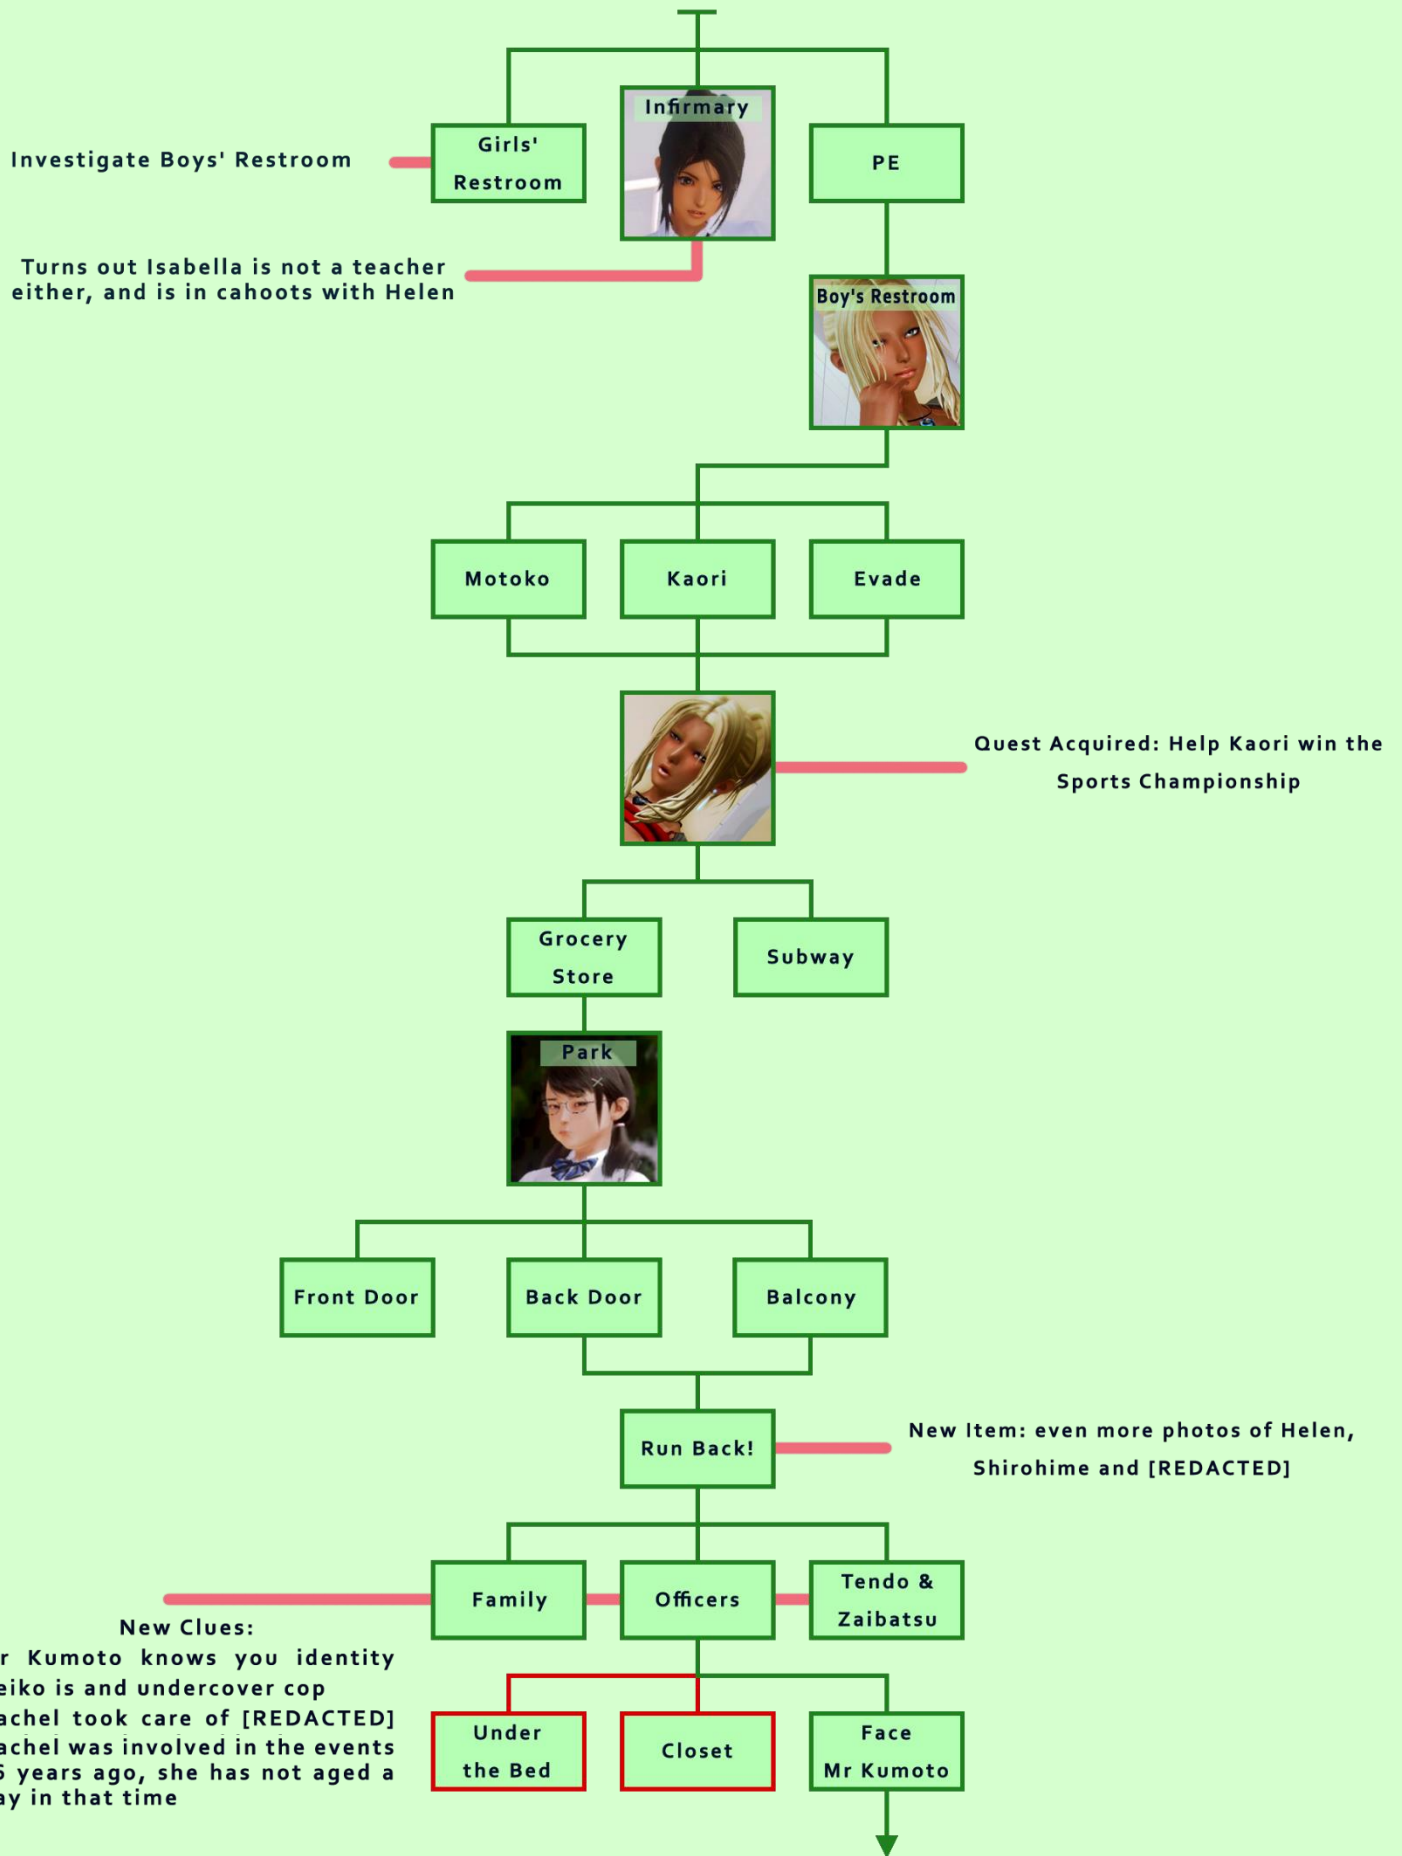 Infirmary
Girls'
Restroom
PE
Investigate Boys' Restroom
Turns out Isabella is not a teacher
either, and is in cahoots with Helen
Boy's Restroom
Motoko
Kaori
Evade
Quest Acquired: Help Kaori win the
Sports Championship
Grocery
Store
Subway
Park
Front Door
Back Door
Balcony
Run Back!
New Item: even more photos of Helen,
Shirohime and [REDACTED]
Family
Officers
Tendo &
Zaibatsu
New Clues:
r Kumoto knows you identity
eiko is and undercover cop
achel took care of [REDACTED]
achel was involved in the events
years ago, she has not aged a
ay in that time
Under
the Bed
Closet
Face
Mr Kumoto